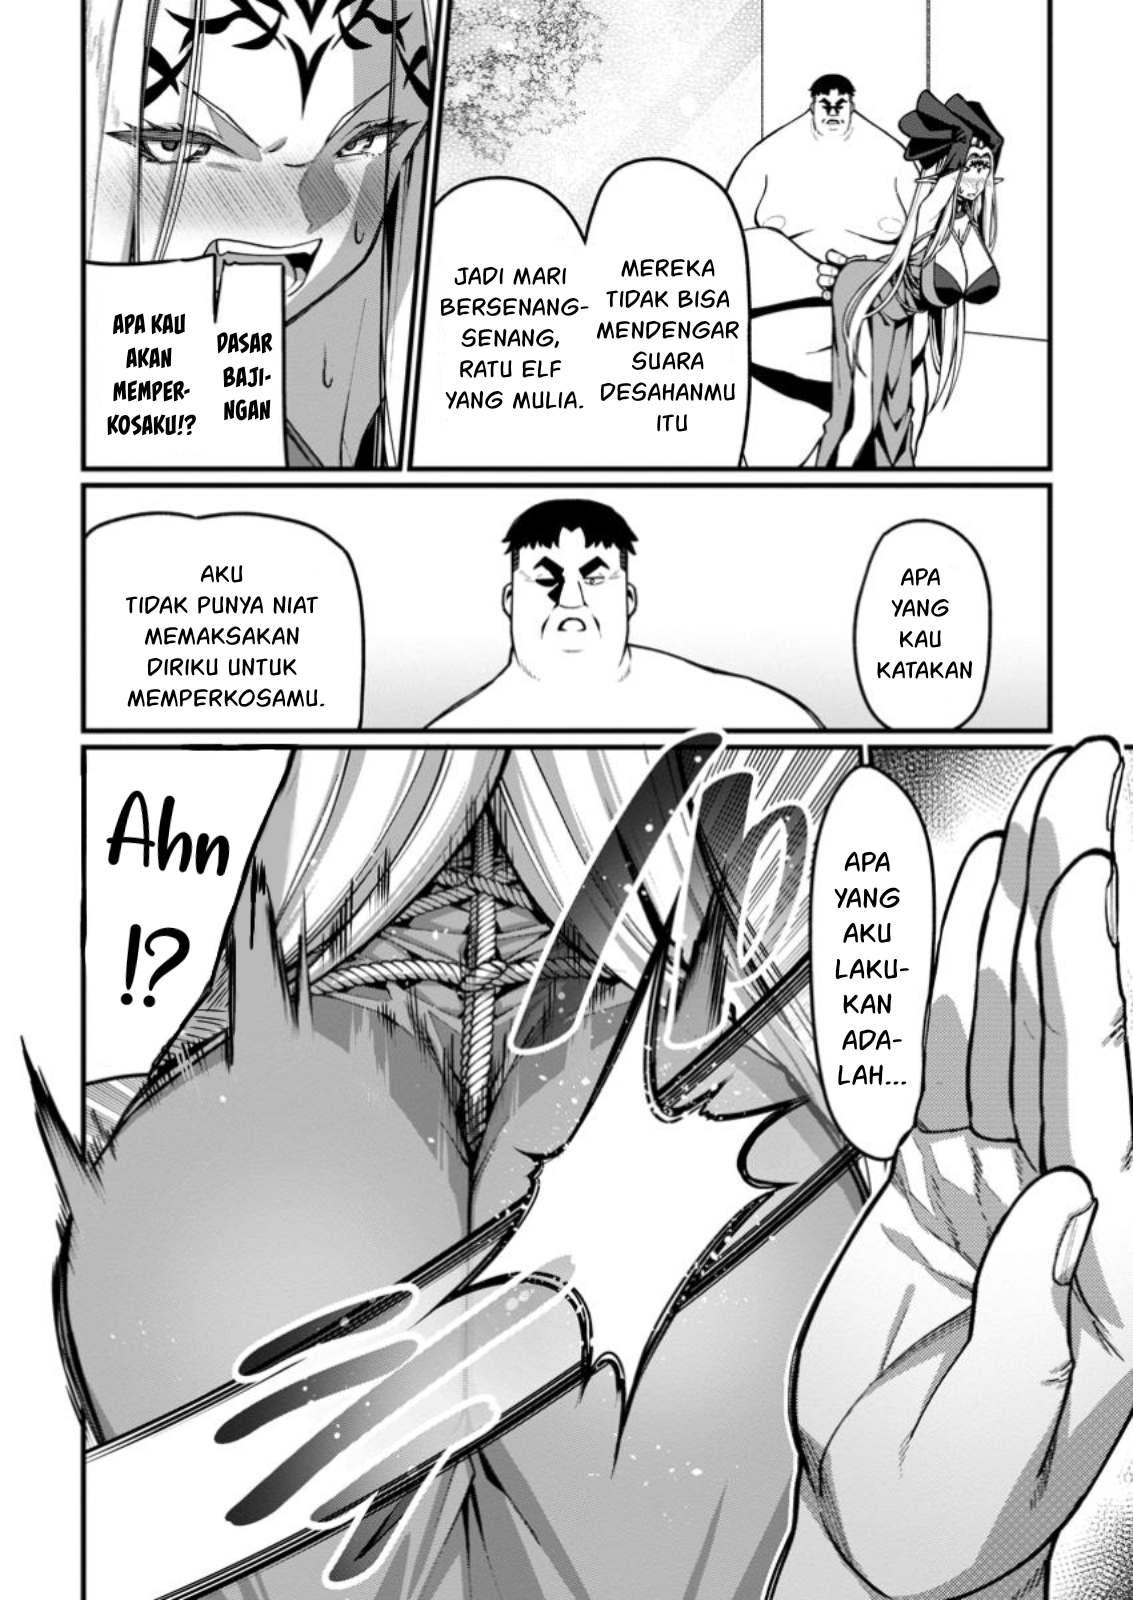 MEREKA
TIDAK BISA
MENDENGAR
SUARA
DESAHANMU
ITU
JADI MARI
BERSENANG-
SENANG,
RATU ELF
YANG MULIA.
DASAR
BAJI-
NGAN
APA KAU
AKAN
MEMPER-
KOSAKU!?
APA
YANG
KAU
KATAKAN
AKU
TIDAK PUNYA NIAT
MEMAKSAKAN
DIRIKU UNTUK
MEMPERKOSAMU.
APA
YANG
AKU
LAKU-
KAN
ADA-
LAH...
Ahn
!?